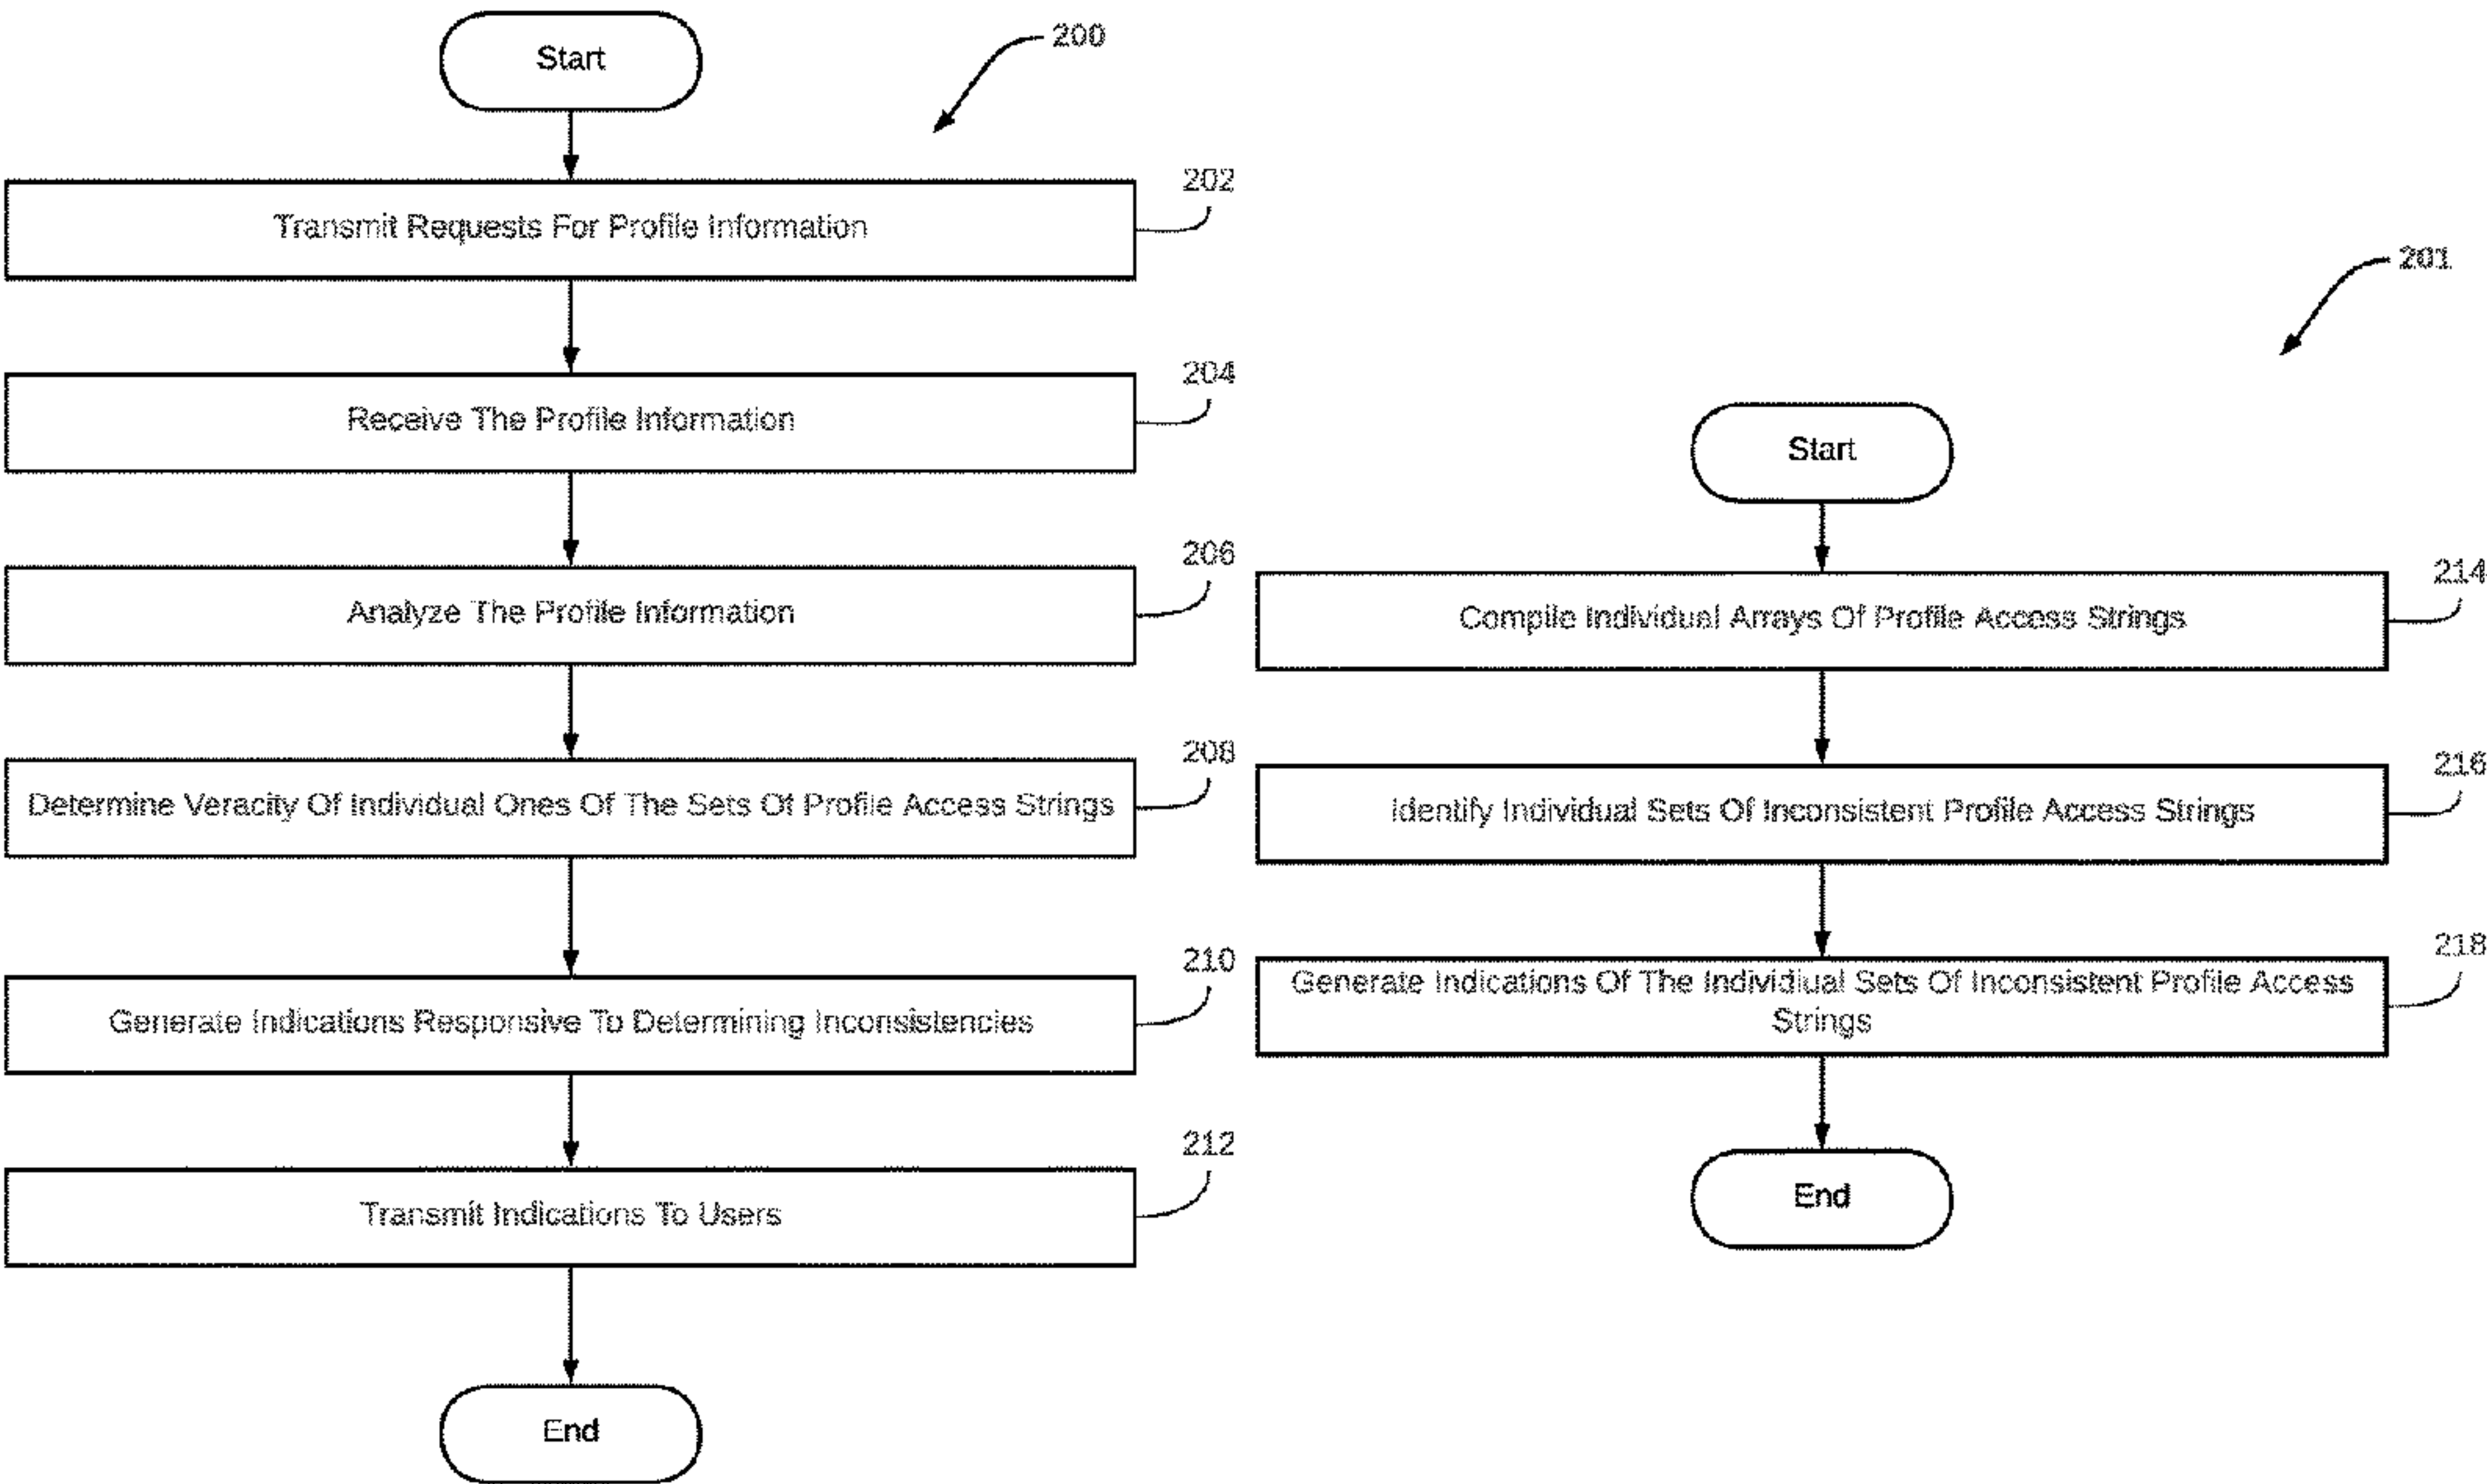 Start
200
202
Transmit Requests For Profile Information
204
Receive The Profile Information
206
Analyze The Profile Information
208
Determine Veracity Of Individual Ones Of The Sets Of Profile Access Strings
210
Generate Indications Responsive To Determining Inconsistencies
212
Transmit Indications To Users
End
201
Start
214
Compile Individual Arrays Of Profile Access Strings
216
Identify Individual Sets Of Inconsistent Profile Access Strings
218
Generate Indications Of The Individiual Sets Of Inconsistent Profile Access
Strings
End